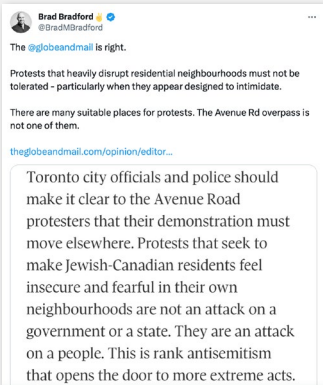 Brad Bradford✌️
@BradMBradford
The @globeandmail is right.
Protests that heavily disrupt residential neighbourhoods must not be
tolerated - particularly when they appear designed to intimidate.
There are many suitable places for protests. The Avenue Rd overpass is
not one of them.
theglobeandmail.com/opinion/editor...
Toronto city officials and police should
make it clear to the Avenue Road
protesters that their demonstration must
move elsewhere. Protests that seek to
make Jewish-Canadian residents feel
insecure and fearful in their own
neighbourhoods are not an attack on a
government or a state. They are an attack
on a people. This is rank antisemitism
that opens the door to more extreme acts.